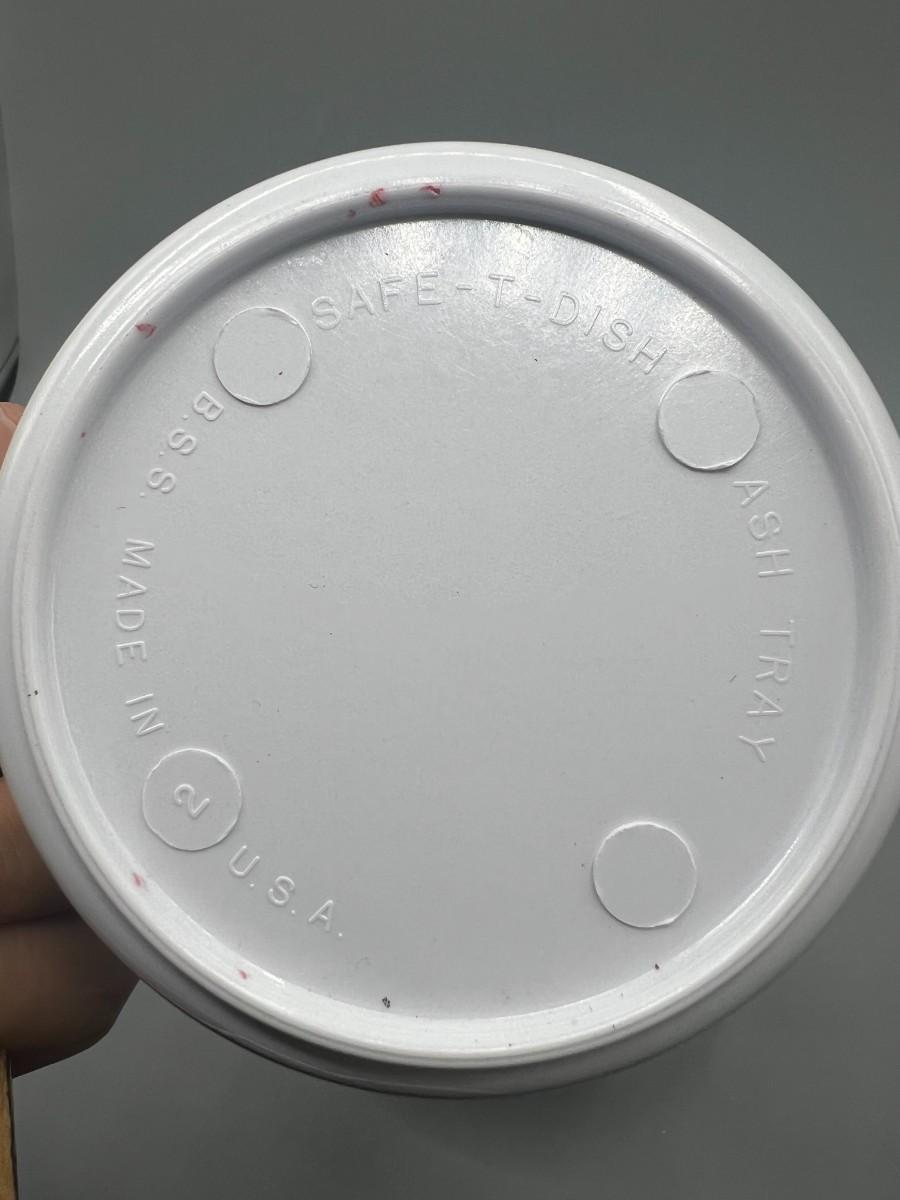 SAFE-T-DISH
ASH TRAY
B.S.S. MADE IN
2
U.S.A.